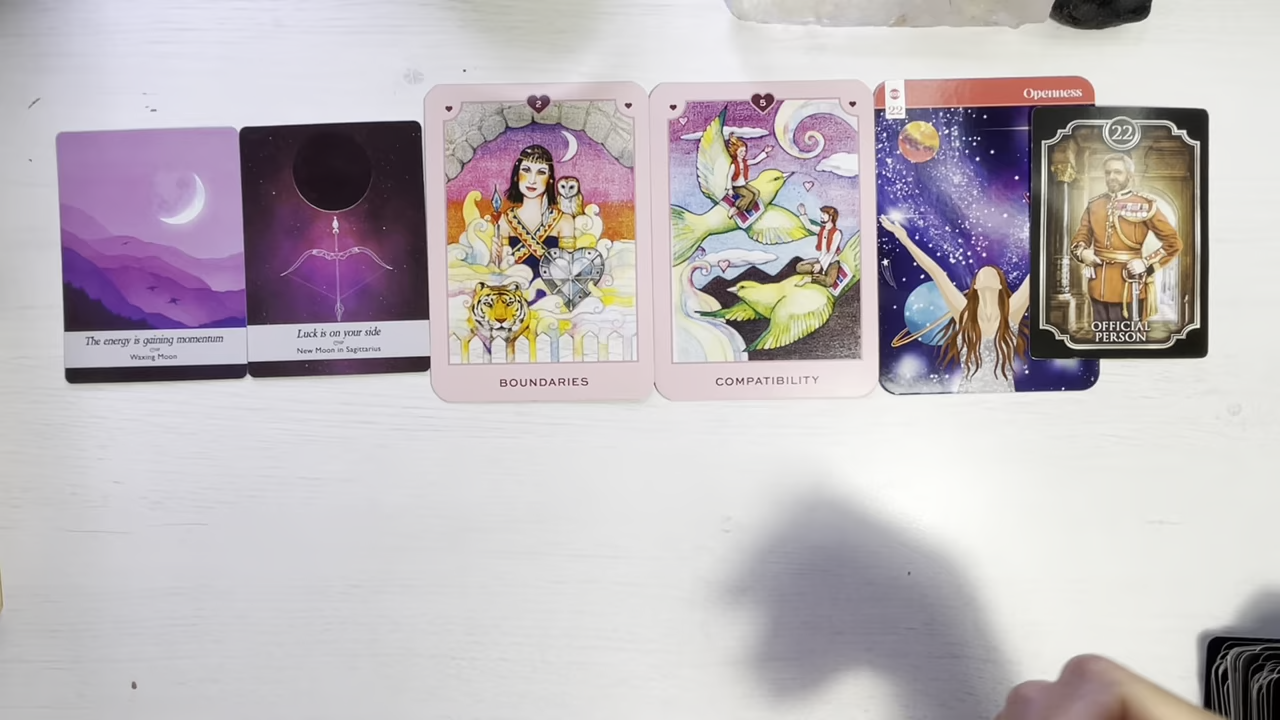 The energy is gaining momentum
Waxing Moon
Luck is on your side
New Moon in Sagittarius
2
BOUNDARIES
5
COMPATIBILITY
Openness
22
22
OFFICIAL
PERSON